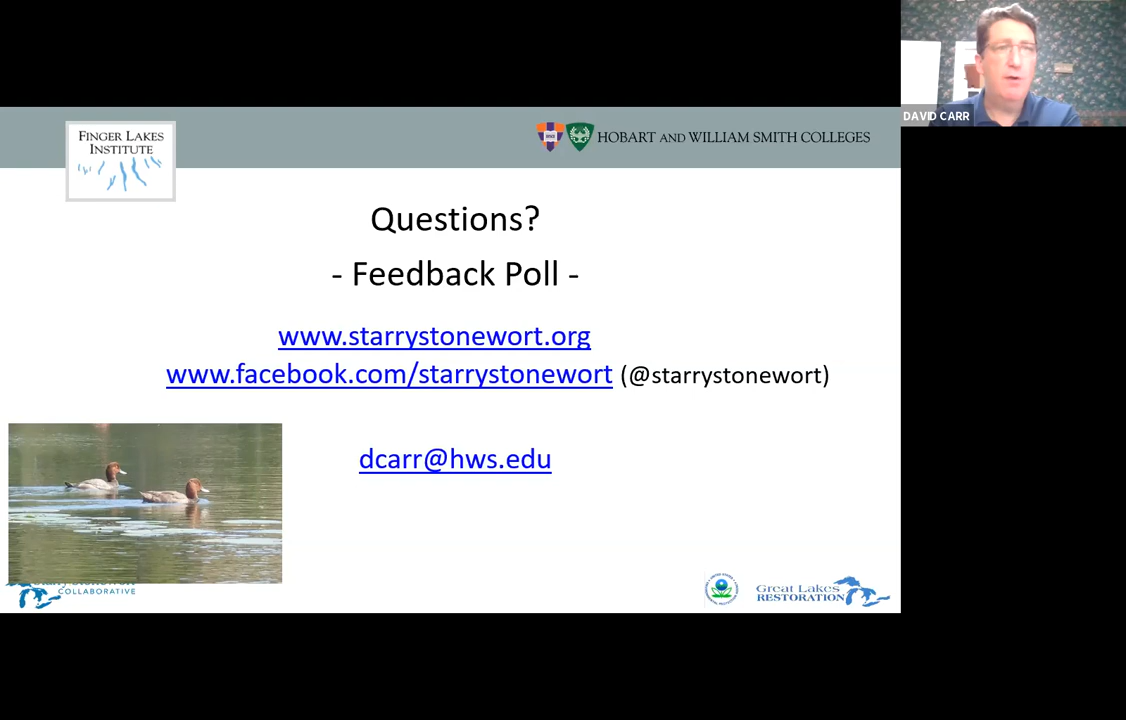 DAVID CARR
FINGER LAKES
INSTITUTE
HOBART AND WILLIAM SMITH COLLEGES
Questions?
- Feedback Poll -
www.starrystonewort.org
www.facebook.com/starrystonewort (@starrystonewort)
dcarr@hws.edu
COLLABORATIVE
Great Lakes
RESTORATION